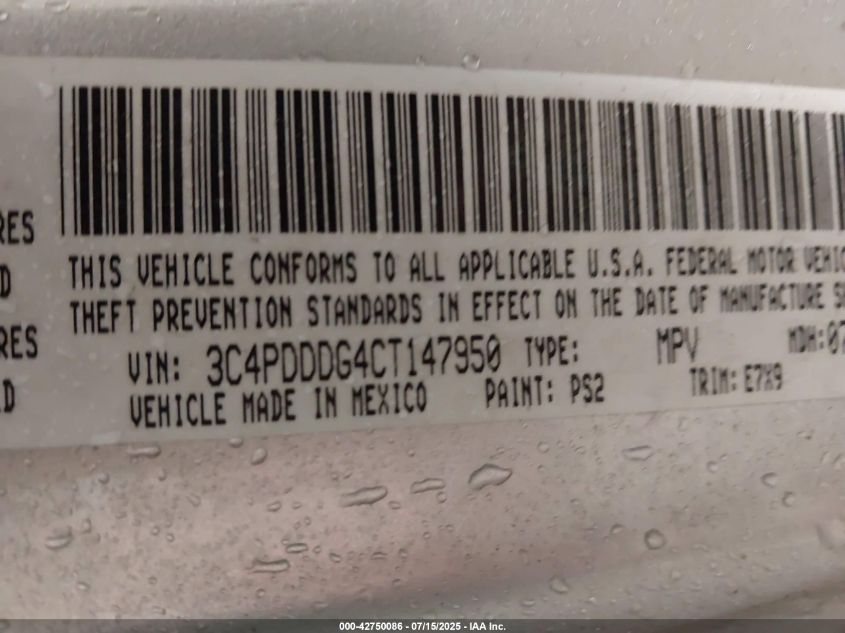 RES
D
RES
D
THIS VEHICLE CONFORMS TO ALL APPLICABLE U.S.A. FEDERAL MOTOR VEHIC
THEFT PREVENTION STANDARDS IN EFFECT ON THE DATE OF MANUFACTURE S
VIN: 3C4PDDDG4CT147950 TYPE: MPV MDH:07
VEHICLE MADE IN MEXICO PAINT: PS2 TRIM: E7X9
000-42750086 - 07/15/2025 - IAA Inc.